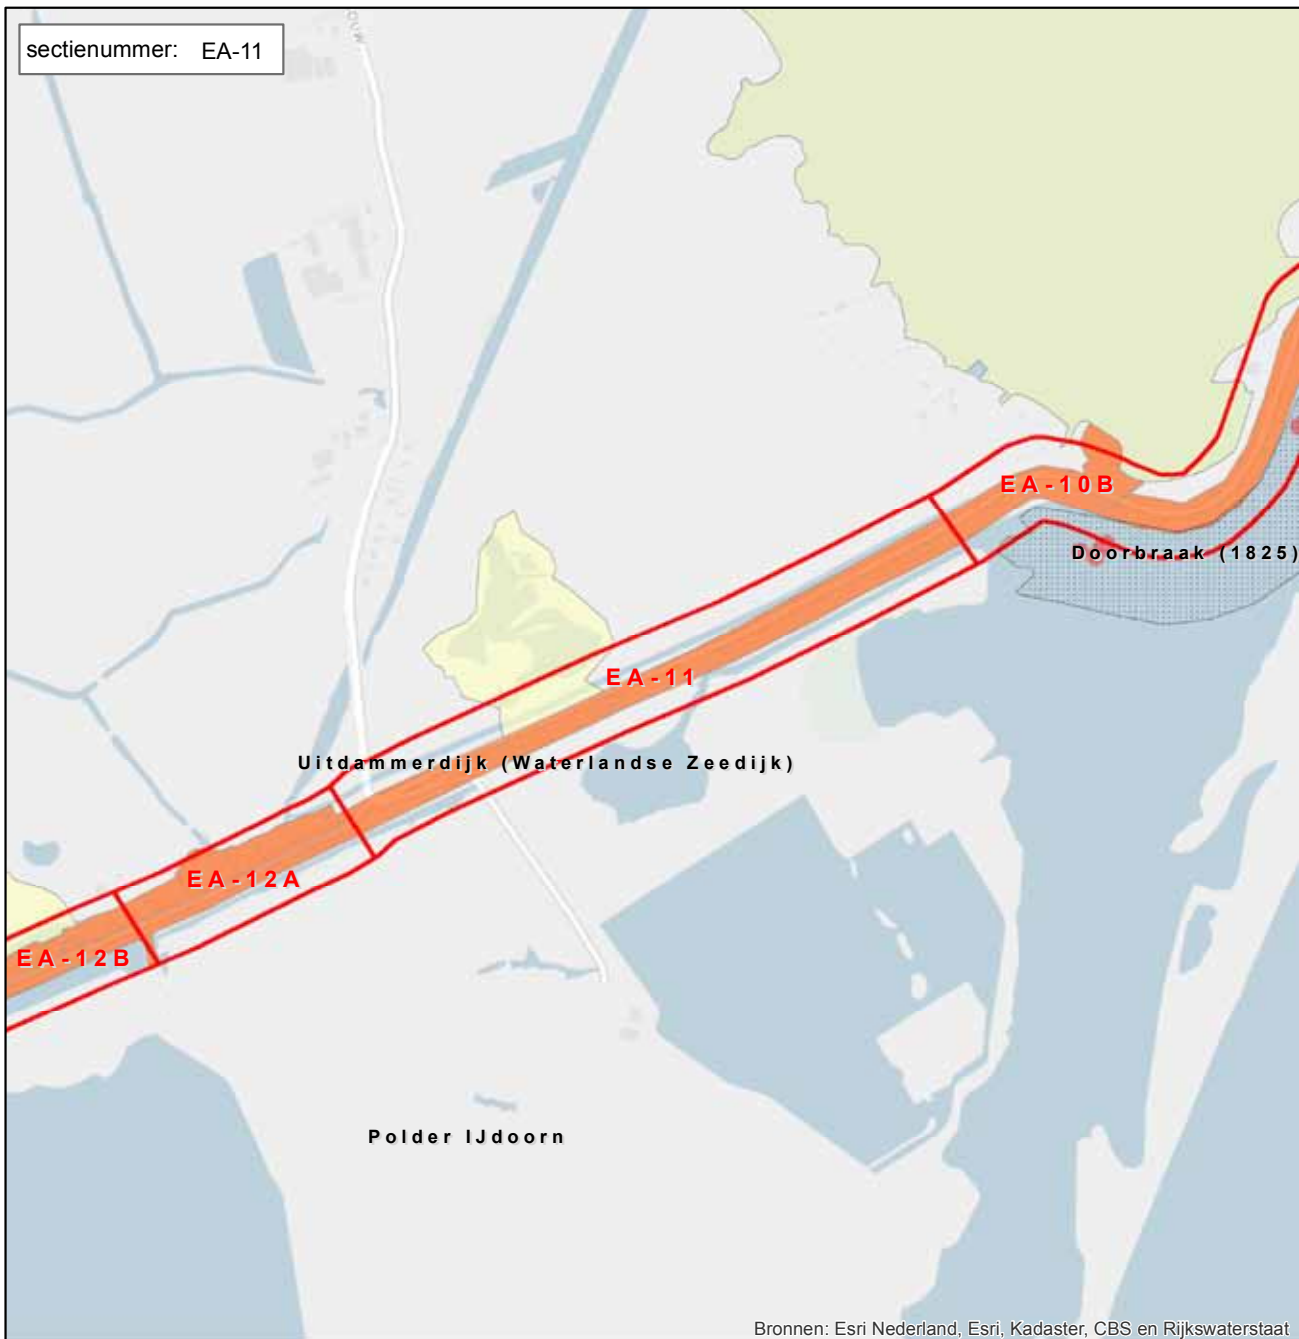 sectienummer: EA-11
EA-10B
Doorbraak (1825)
EA-11
Uitdammerdijk (Waterlandse Zeedijk)
EA-12A
EA-12B
Polder IJdoorn
Bronnen: Esri Nederland, Esri, Kadaster, CBS en Rijkswaterstaat